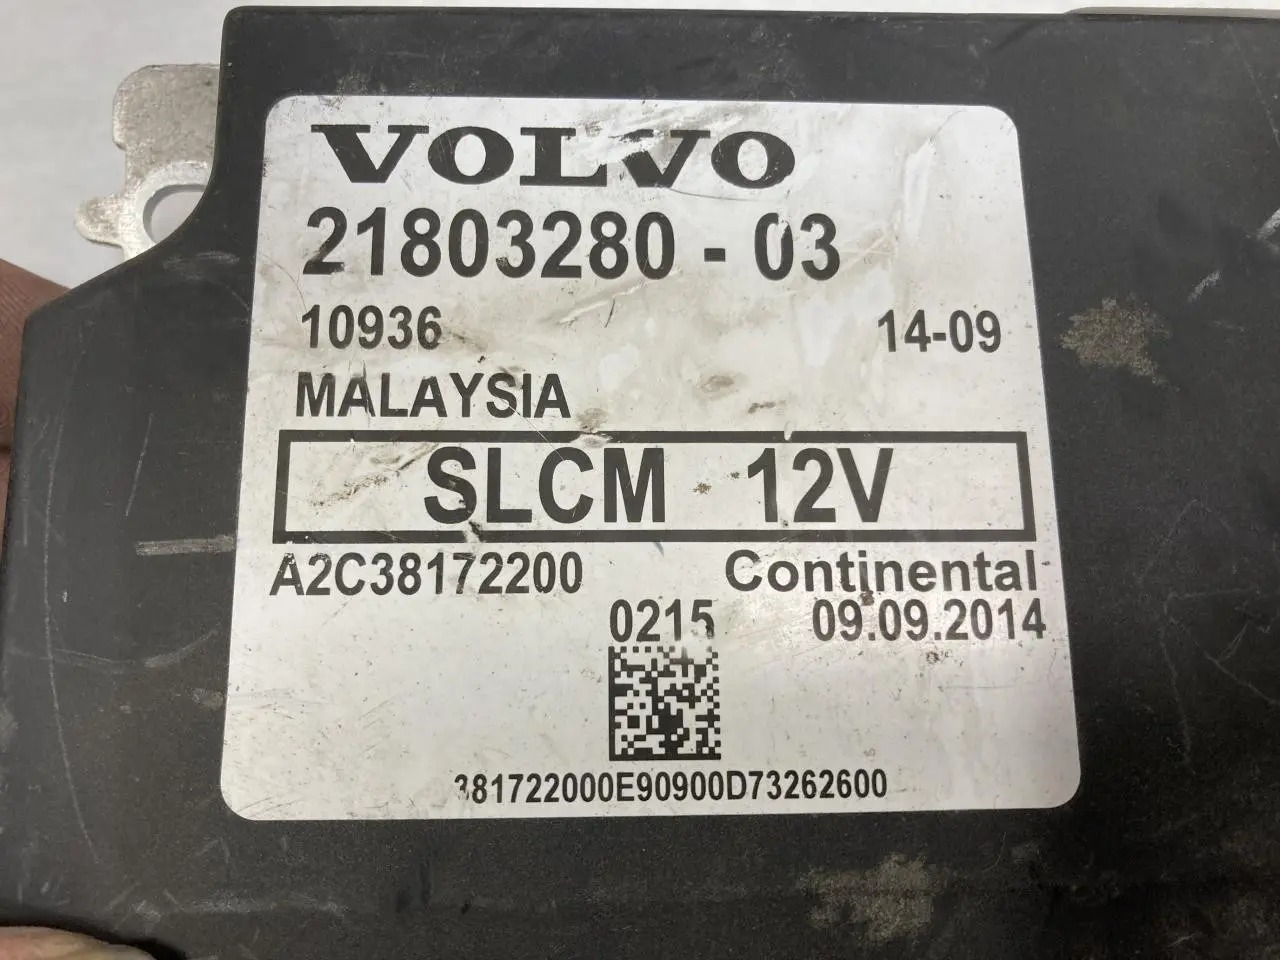 VOLVO
21803280 - 03
10936 14-09
MALAYSIA
SLCM 12V
A2C38172200 Continental
0215 09.09.2014
381722000E90900D73262600